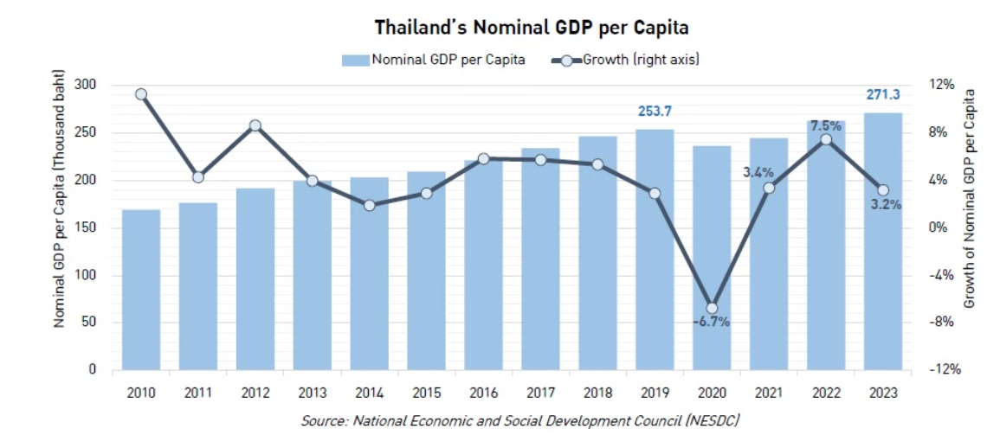 Thailand's Nominal GDP per Capita
Nominal GDP per Capita
Growth (right axis)
Nominal GDP per Capita (Thousand baht)
300
250
200
150
100
50
0
253.7
271.3
-6.7%
3.4%
7.5%
3.2%
12%
8%
4%
0%
-4%
-8%
-12%
Growth of Nominal GDP per Capita
2010 2011 2012 2013 2014 2015 2016 2017 2018 2019 2020 2021 2022 2023
Source: National Economic and Social Development Council (NESDC)